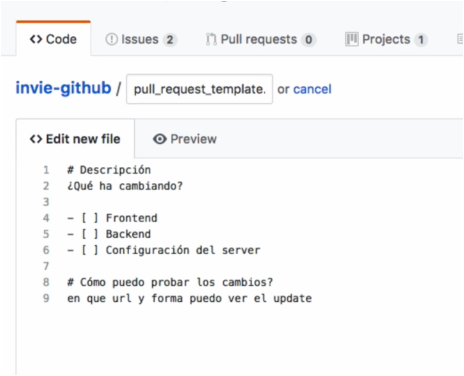 Code Issues 2 Pull requests 0 Projects 1
invie-github / pull_request_template. or cancel
Edit new file Preview
1 # Descripción
2 ¿Qué ha cambiando?
3
4 - [ ] Frontend
5 - [ ] Backend
6 - [ ] Configuración del server
7
8 # Cómo puedo probar los cambios?
9 en que url y forma puedo ver el update